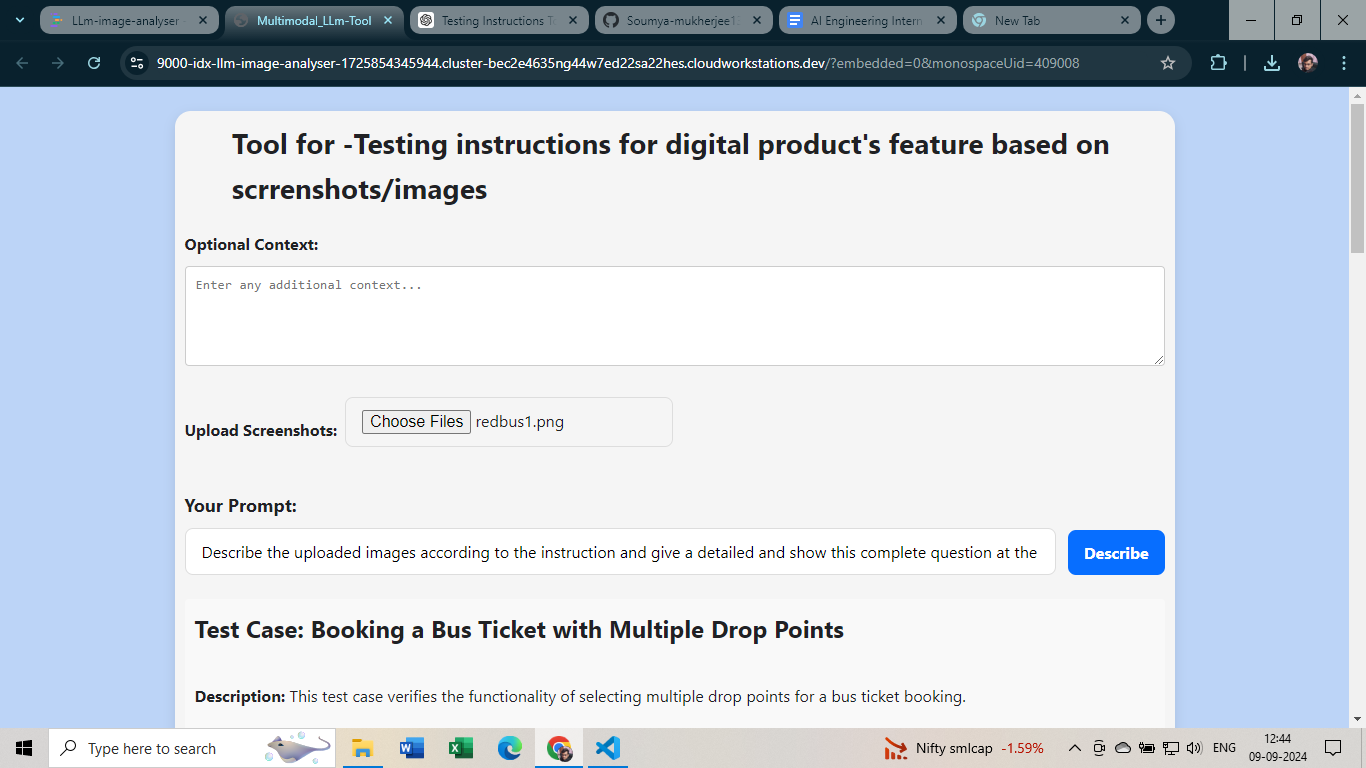 LLm-image-analyser
Multimodal_LLm-Tool
Testing Instructions To
Soumya-mukherjee1
AI Engineering Intern
New Tab
9000-idx-llm-image-analyser-1725854345944.cluster-bec2e4635ng44w7ed22sa22hes.cloudworkstations.dev/?embedded=0&monospaceUid=409008
Tool for -Testing instructions for digital product's feature based on
scrrenshots/images
Optional Context:
Enter any additional context...
Upload Screenshots:
Choose Files redbus1.png
Your Prompt:
Describe the uploaded images according to the instruction and give a detailed and show this complete question at the
Describe
Test Case: Booking a Bus Ticket with Multiple Drop Points
Description: This test case verifies the functionality of selecting multiple drop points for a bus ticket booking.
Type here to search
Nifty smlcap -1.59%
ENG
12:44
09-09-2024